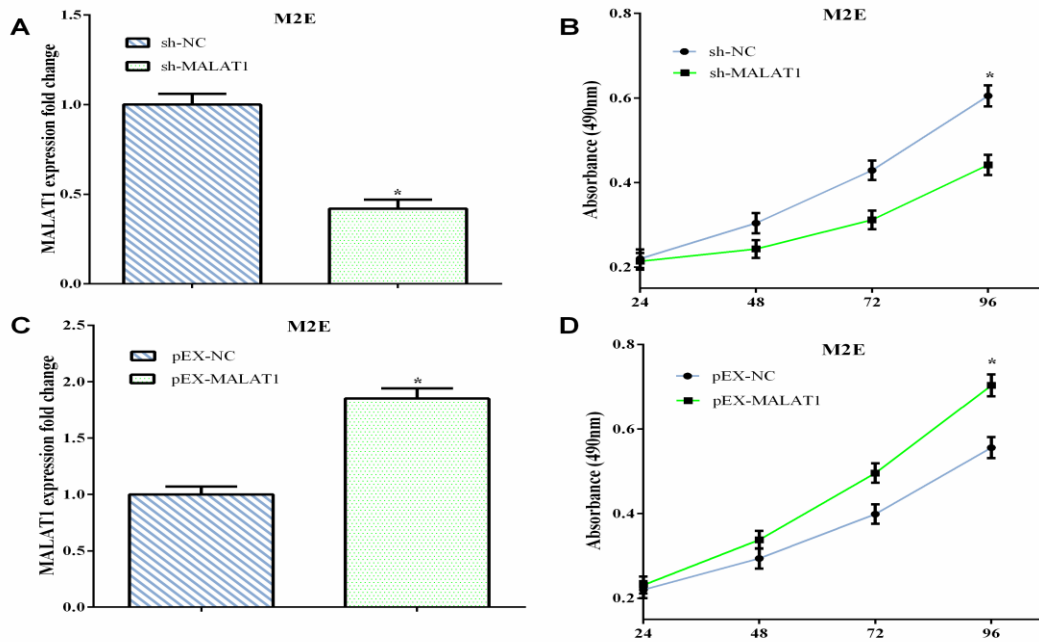 A
M2E
MALAT1 expression fold change
1.5
1.0
0.5
0.0
sh-NC
sh-MALAT1
*
B
M2E
Absorbance (490nm)
0.8
0.6
0.4
0.2
sh-NC
sh-MALAT1
*
24 48 72 96
C
M2E
MALAT1 expression fold change
2.5
2.0
1.5
1.0
0.5
0.0
pEX-NC
pEX-MALAT1
*
D
M2E
Absorbance (490nm)
0.8
0.6
0.4
0.2
pEX-NC
pEX-MALAT1
*
24 48 72 96